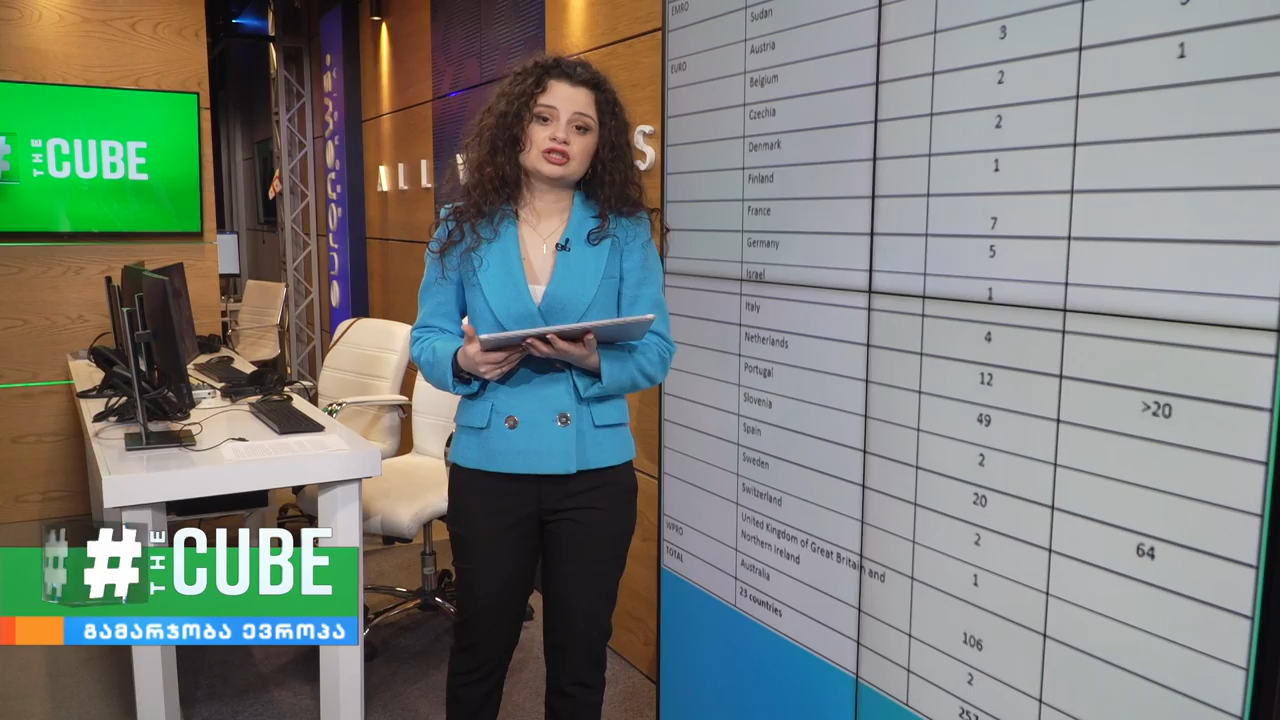 # THE CUBE
ALL
S
EMRO Sudan
EURO Austria
Belgium 3 1
Czechia 2
Denmark 2
Finland 1
France 7
Germany 5
Israel 1
Italy 4
Netherlands 12 >20
Portugal 49
Slovenia 2
Spain 20 64
Sweden 2
Switzerland 1
United Kingdom of Great Britain and
Northern Ireland 106
WPRO Australia 2
TOTAL 23 countries
# THE CUBE
გამარჯობა ევროპა